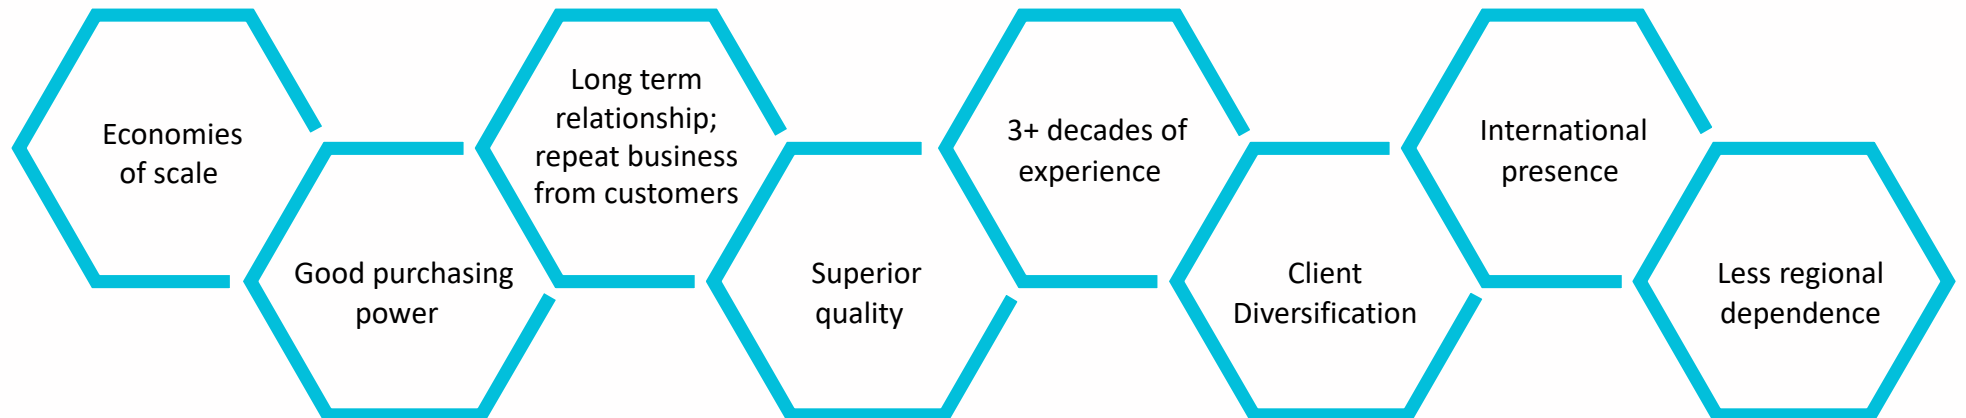 Economies
of scale
Good purchasing
power
Long term
relationship;
repeat business
from customers
Superior
quality
3+ decades of
experience
Client
Diversification
International
presence
Less regional
dependence